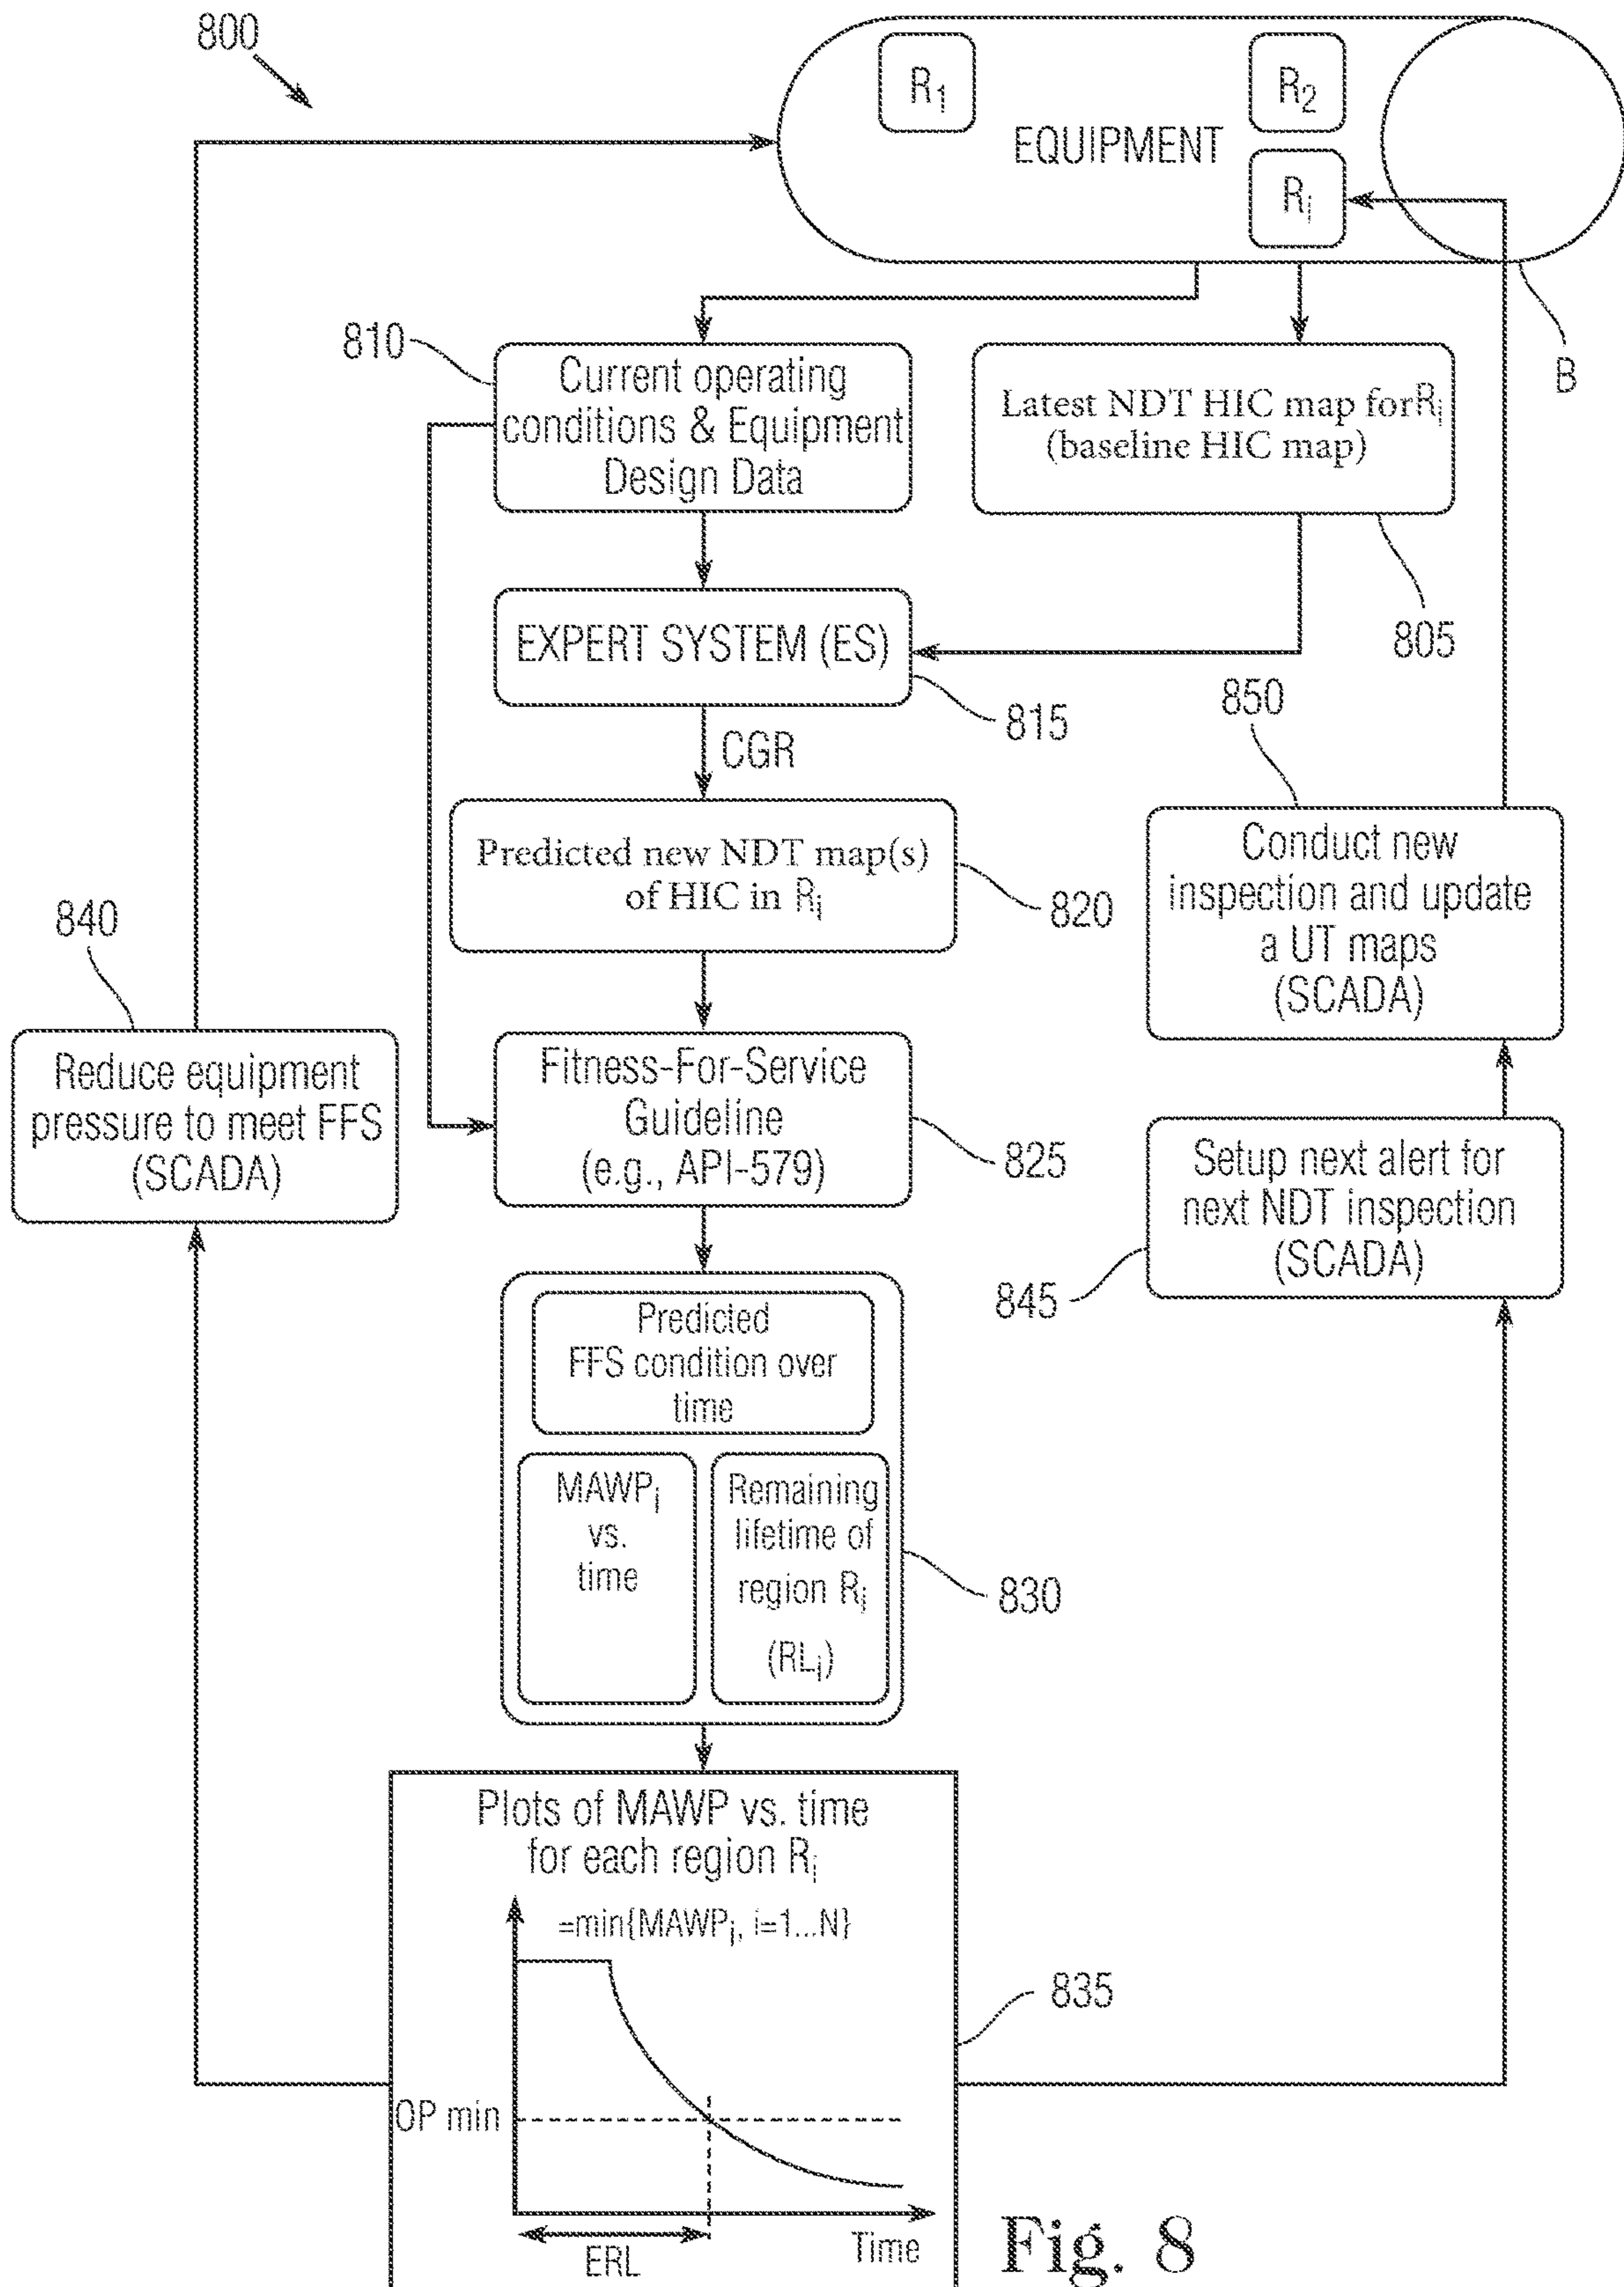 800
R1
R2
EQUIPMENT
Ri
B
810
Current operating
conditions & Equipment
Design Data
Latest NDT HIC map for Ri
(baseline HIC map)
805
EXPERT SYSTEM (ES)
815
CGR
850
Predicted new NDT map(s)
of HIC in Ri
820
Conduct new
inspection and update
a UT maps
(SCADA)
840
Reduce equipment
pressure to meet FFS
(SCADA)
Fitness-For-Service
Guideline
(e.g., API-579)
825
Setup next alert for
next NDT inspection
(SCADA)
845
Predicted
FFS condition over
time
MAWPi
vs.
time
Remaining
lifetime of
region Ri
(RLi)
830
Plots of MAWP vs. time
for each region Ri
=min{MAWPi, i=1...N}
835
OP min
Time
ERL
Fig. 8